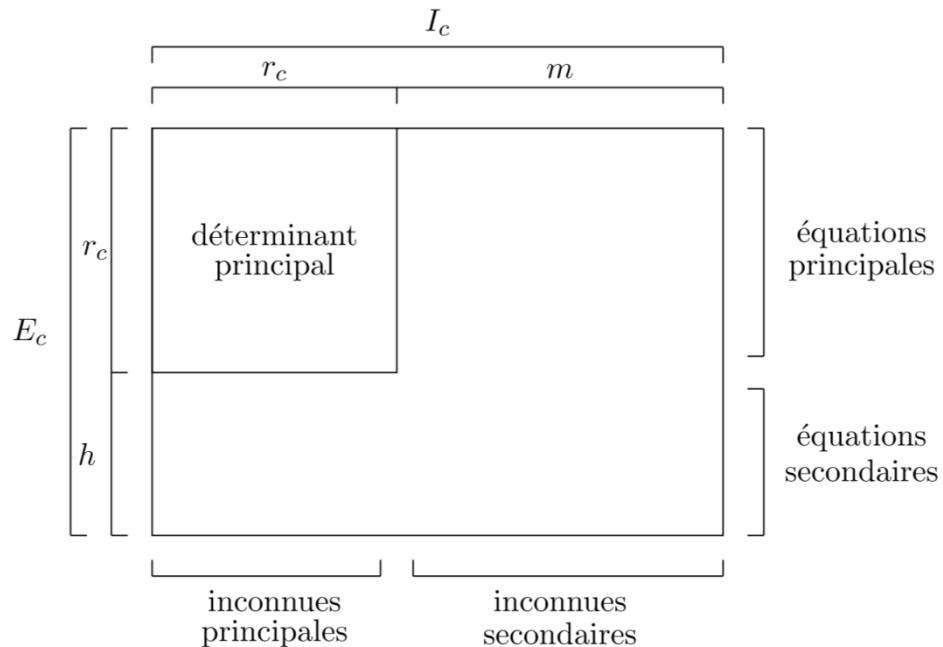 I_c
r_c
m
déterminant
principal
r_c
E_c
h
équations
principales
équations
secondaires
inconnues
principales
inconnues
secondaires